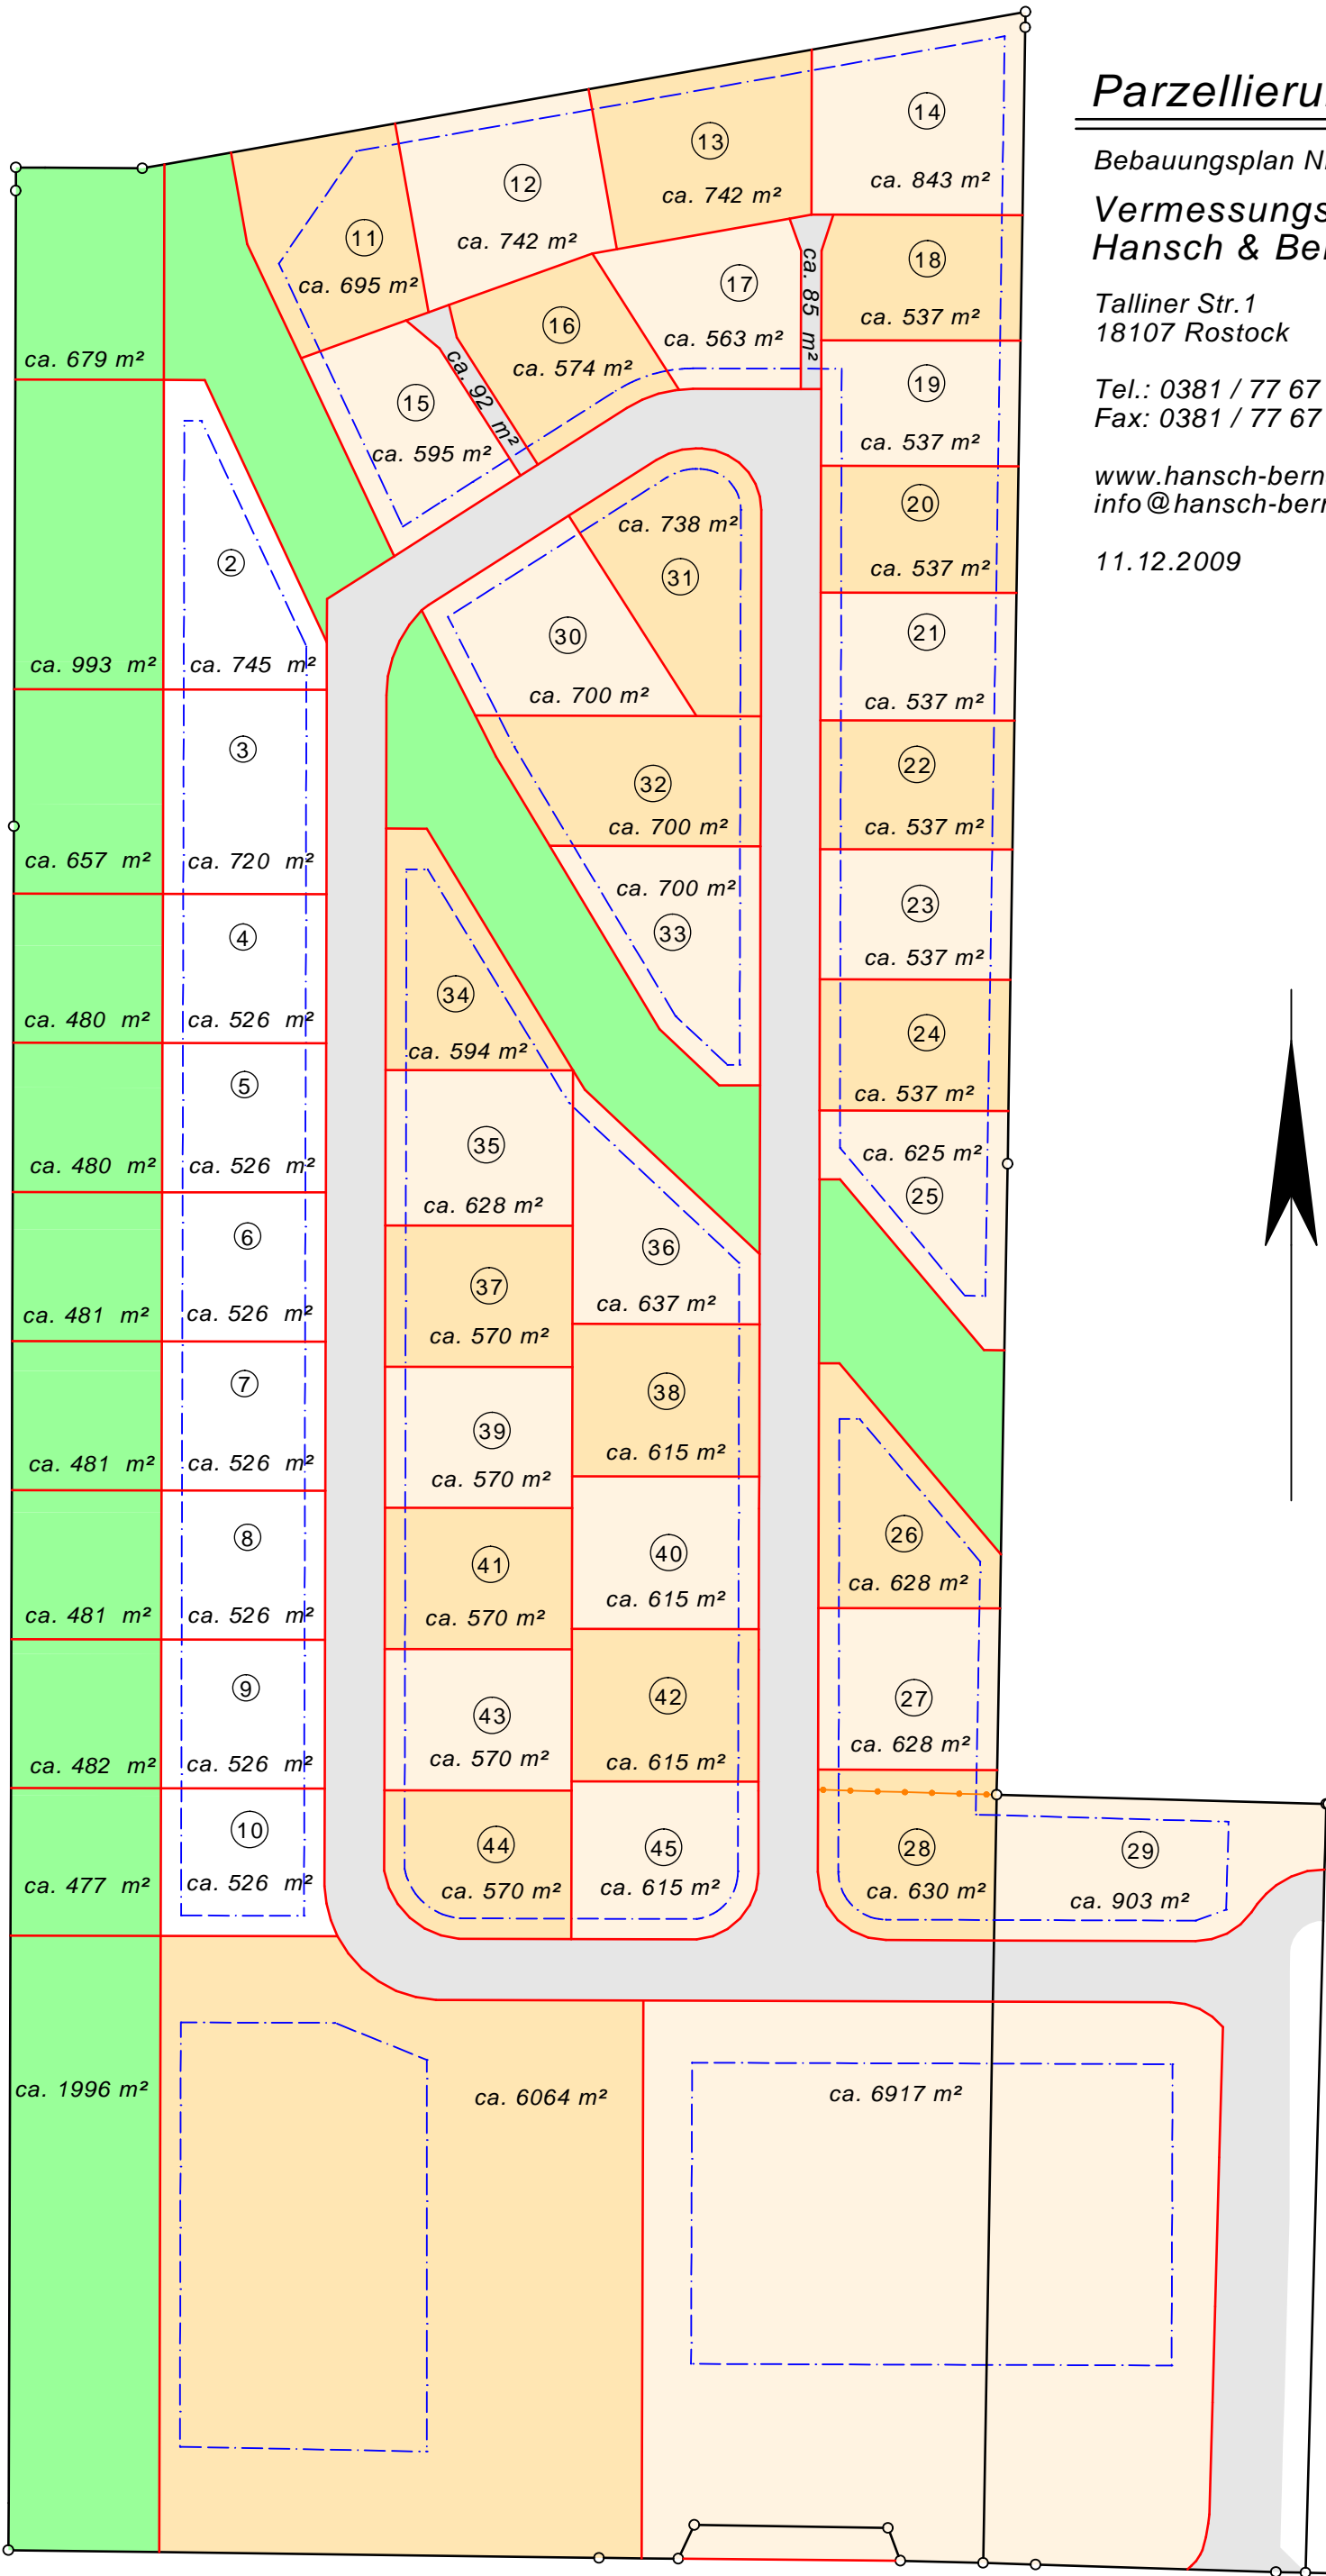 Parzellieru
Bebauungsplan N
Vermessungs
Hansch & Be
Talliner Str.1
18107 Rostock
Tel.: 0381 / 77 67
Fax: 0381 / 77 67
www.hansch-bern
info@hansch-ber
11.12.2009
14
ca. 843 m²
13
ca. 742 m²
12
ca. 742 m²
11
ca. 695 m²
17
ca. 563 m²
ca. 85 m²
18
ca. 537 m²
16
ca. 574 m²
ca. 92 m²
15
ca. 595 m²
19
ca. 537 m²
20
ca. 537 m²
21
ca. 537 m²
22
ca. 537 m²
23
ca. 537 m²
24
ca. 537 m²
ca. 625 m²
25
ca. 679 m²
2
ca. 993 m²
ca. 745 m²
3
ca. 657 m²
ca. 720 m²
4
ca. 480 m²
ca. 526 m²
5
ca. 480 m²
ca. 526 m²
6
ca. 481 m²
ca. 526 m²
7
ca. 481 m²
ca. 526 m²
8
ca. 481 m²
ca. 526 m²
9
ca. 482 m²
ca. 526 m²
10
ca. 477 m²
ca. 526 m²
ca. 738 m²
31
30
ca. 700 m²
32
ca. 700 m²
ca. 700 m²
33
34
ca. 594 m²
35
ca. 628 m²
36
ca. 637 m²
37
ca. 570 m²
38
ca. 615 m²
39
ca. 570 m²
40
ca. 615 m²
41
ca. 570 m²
42
ca. 615 m²
43
ca. 570 m²
44
ca. 570 m²
45
ca. 615 m²
26
ca. 628 m²
27
ca. 628 m²
28
ca. 630 m²
29
ca. 903 m²
ca. 1996 m²
ca. 6064 m²
ca. 6917 m²